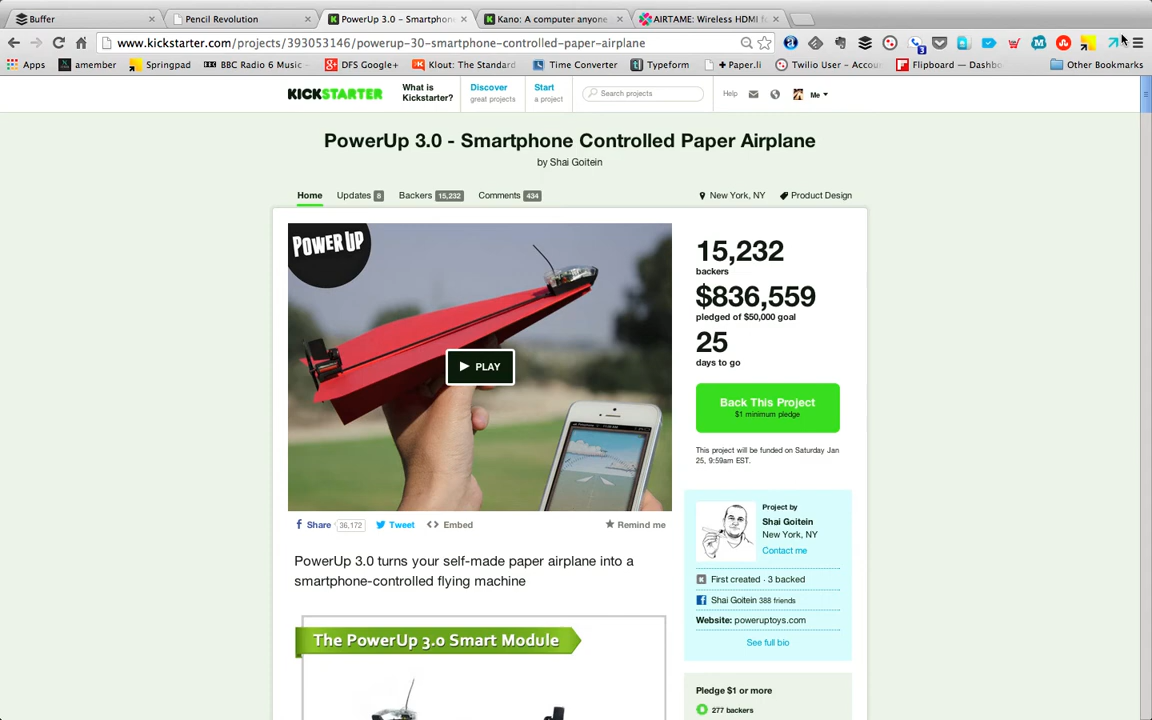 Buffer
Pencil Revolution
PowerUp 3.0 – Smartphone
Kano: A computer anyone
AIRTAME: Wireless HDMI f
www.kickstarter.com/projects/393053146/powerup-30-smartphone-controlled-paper-airplane
3
Apps
amember
Springpad
BBC Radio 6 Music -
DFS Google+
Klout: The Standard
Time Converter
Typeform
+ Paper.li
Twilio User - Accou
Flipboard — Dashbo
Other Bookmarks
KICKSTARTER
What is
Kickstarter?
Discover
great projects
Start
a project
Search projects
Help
Me
PowerUp 3.0 - Smartphone Controlled Paper Airplane
by Shai Goitein
Home
Updates 8
Backers 15,232
Comments 434
New York, NY
Product Design
POWER UP
PLAY
15,232
backers
$836,559
pledged of $50,000 goal
25
days to go
Back This Project
$1 minimum pledge
This project will be funded on Saturday Jan
25, 9:59am EST.
Share 36,172
Tweet
Embed
Remind me
PowerUp 3.0 turns your self-made paper airplane into a
smartphone-controlled flying machine
The PowerUp 3.0 Smart Module
Project by
Shai Goitein
New York, NY
Contact me
First created · 3 backed
Shai Goitein 388 friends
Website: poweruptoys.com
See full bio
Pledge $1 or more
277 backers